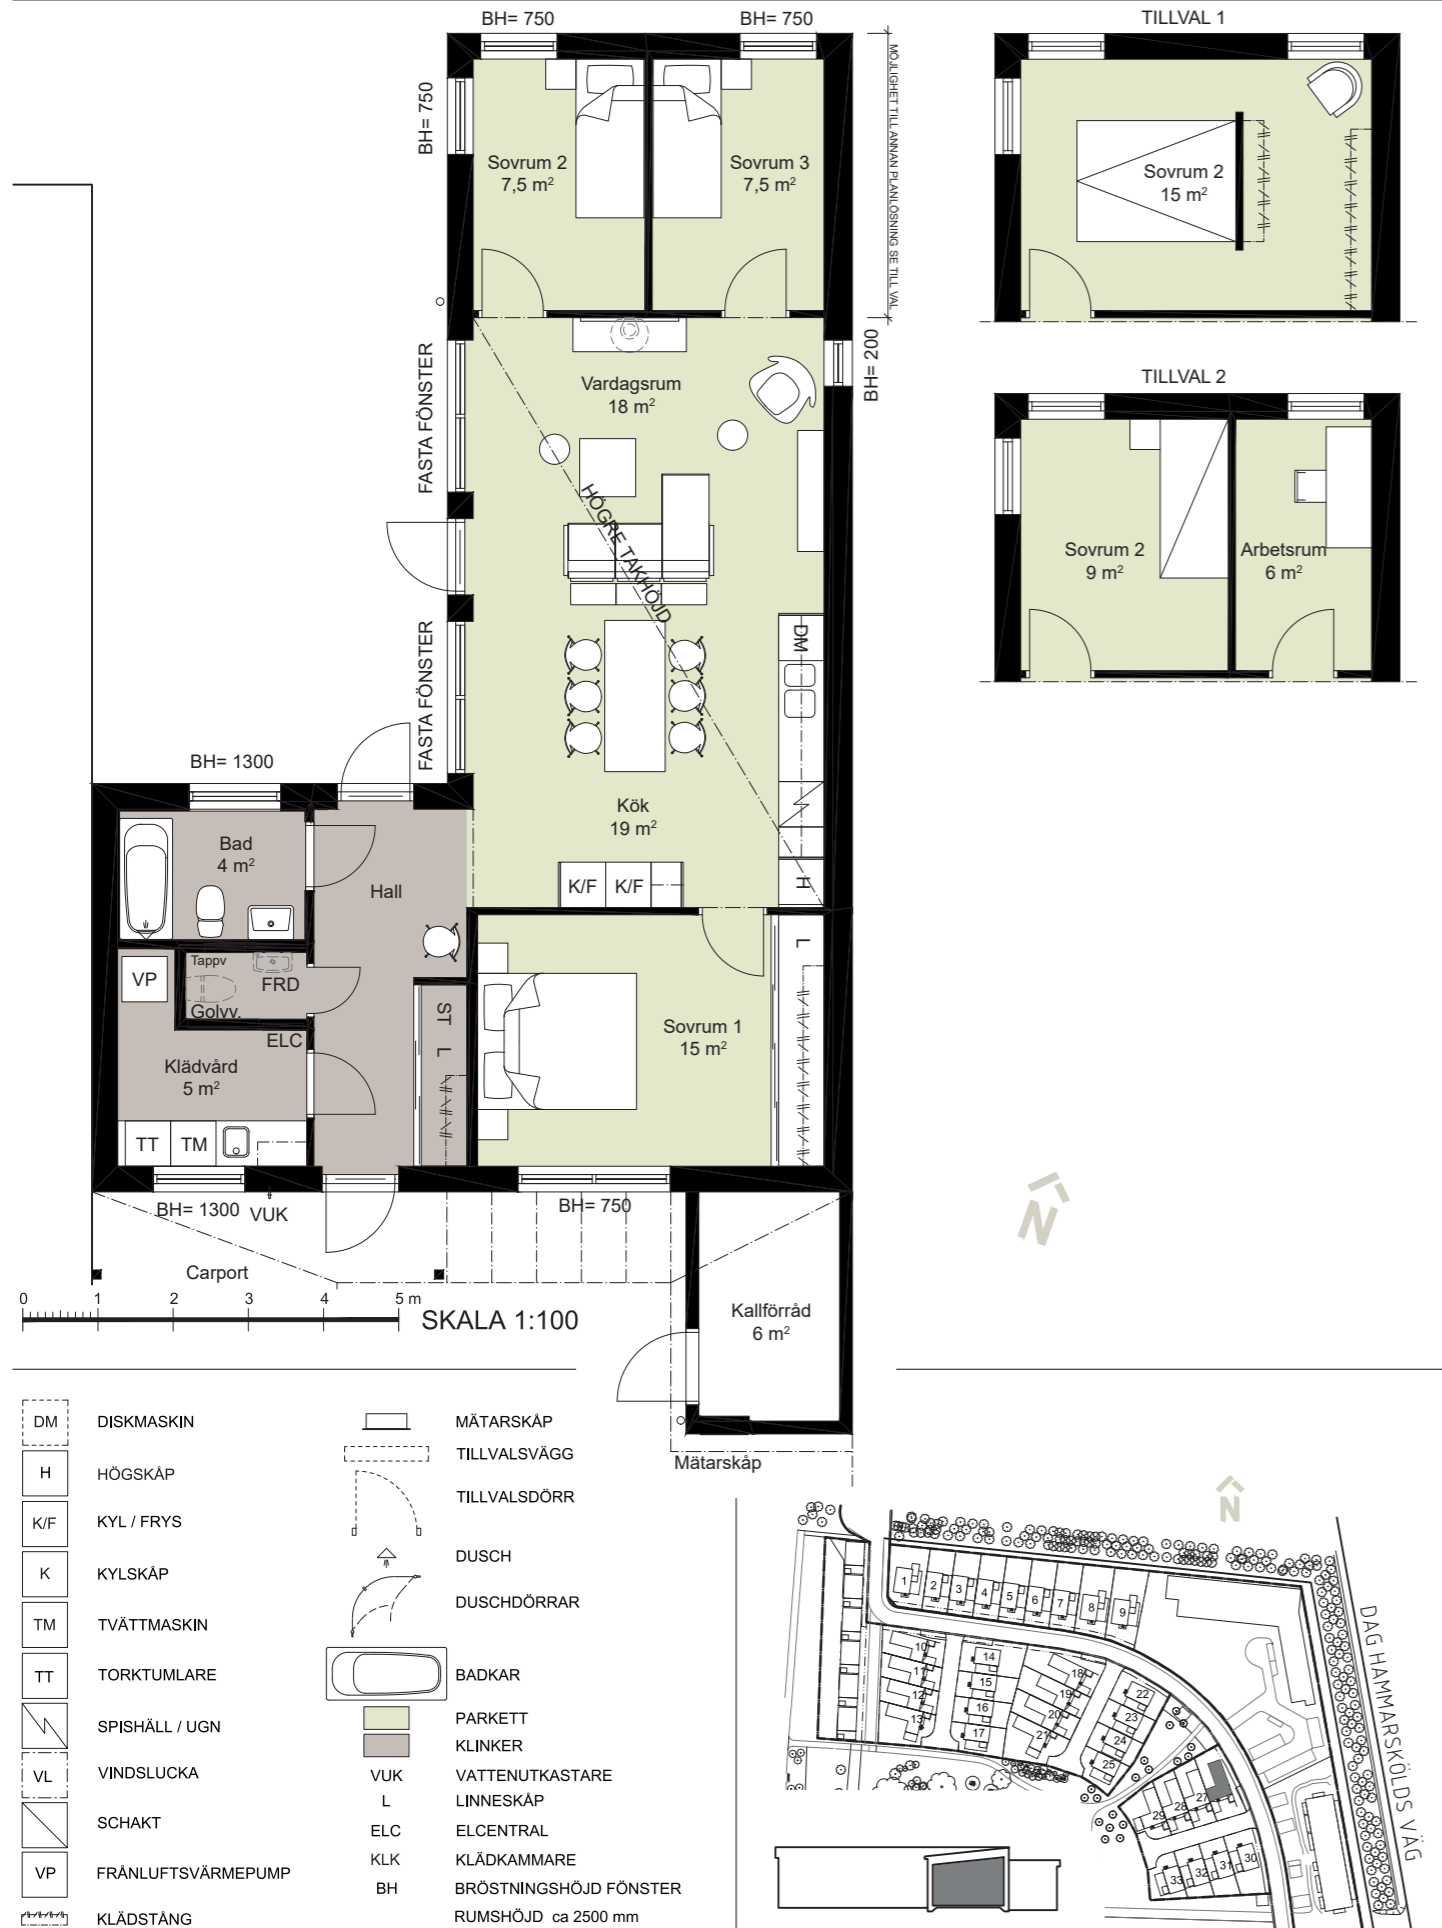 BH= 750
BH= 750
TILLVAL 1
BH= 750
MÖJLIGHET TILL ANNAN PLANLÖSNING SE TILL VAL
Sovrum 2
7,5 m²
Sovrum 3
7,5 m²
Sovrum 2
15 m²
FASTA FÖNSTER
Vardagsrum
18 m²
BH= 200
TILLVAL 2
HÖGRE TAKHÖJD
Sovrum 2
9 m²
Arbetsrum
6 m²
FASTA FÖNSTER
DM
BH= 1300
Kök
19 m²
Bad
4 m²
Hall
K/F
K/F
H
Tappv
VP
FRD
Golvv.
ELC
ST
L
L
Klädvård
5 m²
Sovrum 1
15 m²
TT
TM
BH= 1300
VUK
BH= 750
N
Carport
0 1 2 3 4 5 m
SKALA 1:100
Kallförråd
6 m²
Mätarskåp
DM DISKMASKIN
H HÖGSKÅP
K/F KYL / FRYS
K KYLSKÅP
TM TVÄTTMASKIN
TT TORKTUMLARE
SPISHÄLL / UGN
VL VINDSLUCKA
SCHAKT
VP FRÅNLUFTSVÄRMEPUMP
KLÄDSTÅNG
MÄTARSKÅP
TILLVALSVÄGG
TILLVALSDÖRR
DUSCH
DUSCHDÖRRAR
BADKAR
PARKETT
KLINKER
VUK VATTENUTKASTARE
L LINNESKÅP
ELC ELCENTRAL
KLK KLÄDKAMMARE
BH BRÖSTNINGSHÖJD FÖNSTER
RUMSHÖJD ca 2500 mm
N
1
2
3
4
5
6
7
8
9
10
11
12
13
14
15
16
17
18
19
20
21
22
23
24
25
26
27
29
30
31
32
33
DAG HAMMARSKÖLDS VÄG